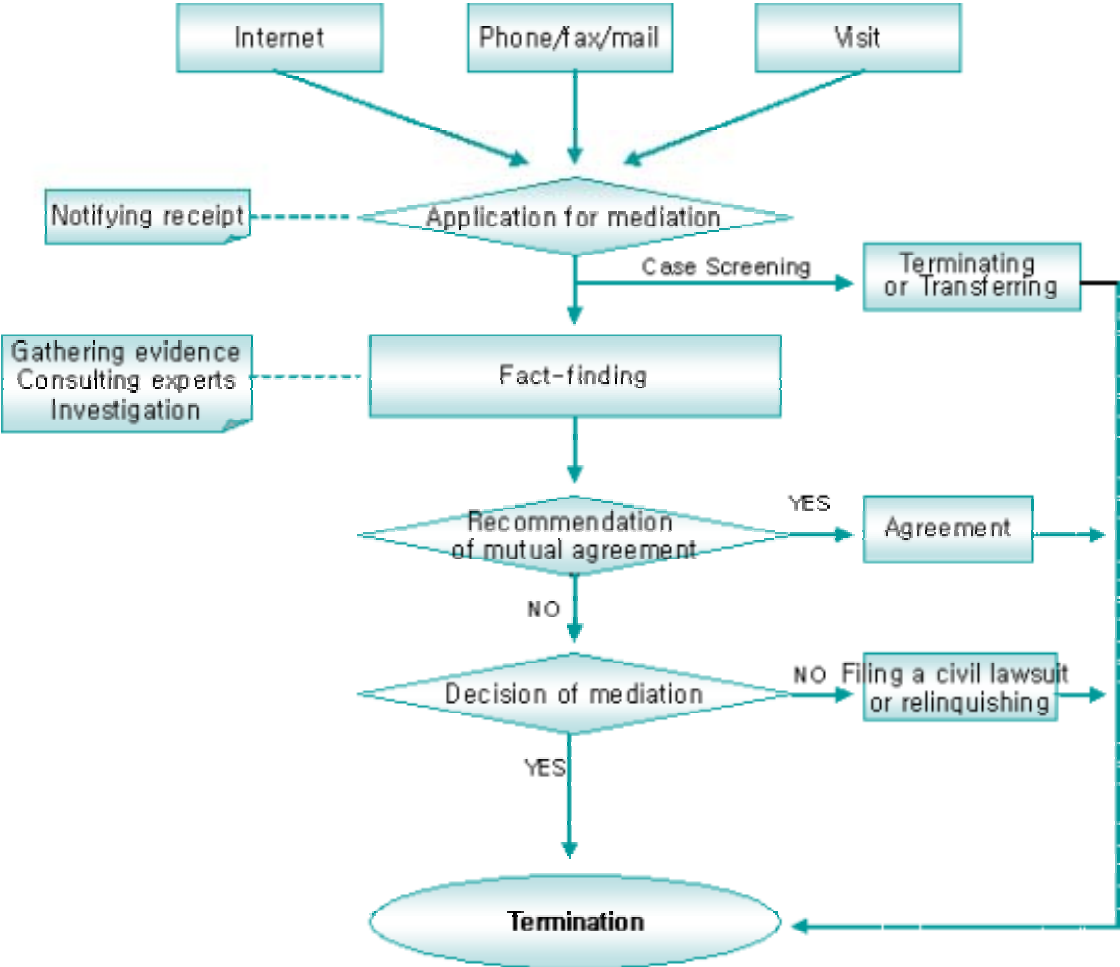 Internet
Phone/fax/mail
Visit
Notifying receipt
Application for mediation
Case Screening
Terminating
or Transferring
Gathering evidence
Consulting experts
Investigation
Fact-finding
Recommendation
of mutual agreement
YES
Agreement
NO
Decision of mediation
NO
Filing a civil lawsuit
or relinquishing
YES
Termination